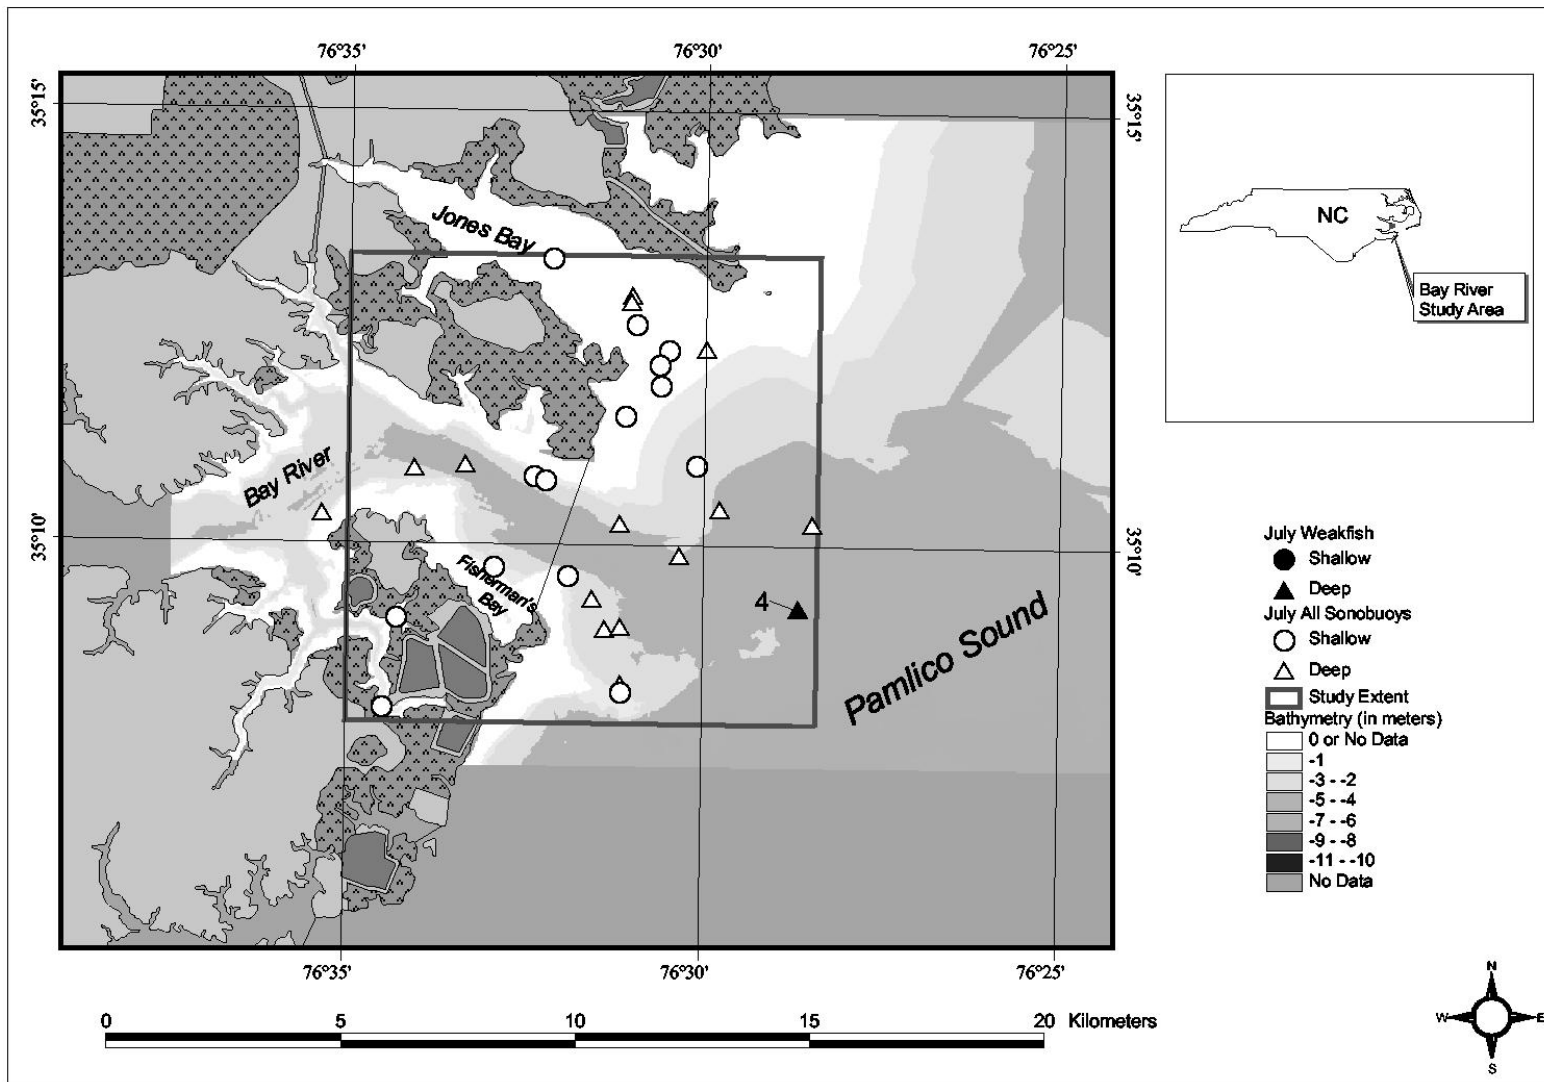 76°35' 76°30' 76°25'
35°15'
35°15'
Jones Bay
NC
Bay River
Study Area
Bay River
35°10'
35°10'
Fisherman's
Bay
4
Pamlico Sound
July Weakfish
Shallow
Deep
July All Sonobuoys
Shallow
Deep
Study Extent
Bathymetry (in meters)
0 or No Data
-1
-3 - -2
-5 - -4
-7 - -6
-9 - -8
-11 - -10
No Data
76°35' 76°30' 76°25'
0 5 10 15 20 Kilometers
N
W E
S